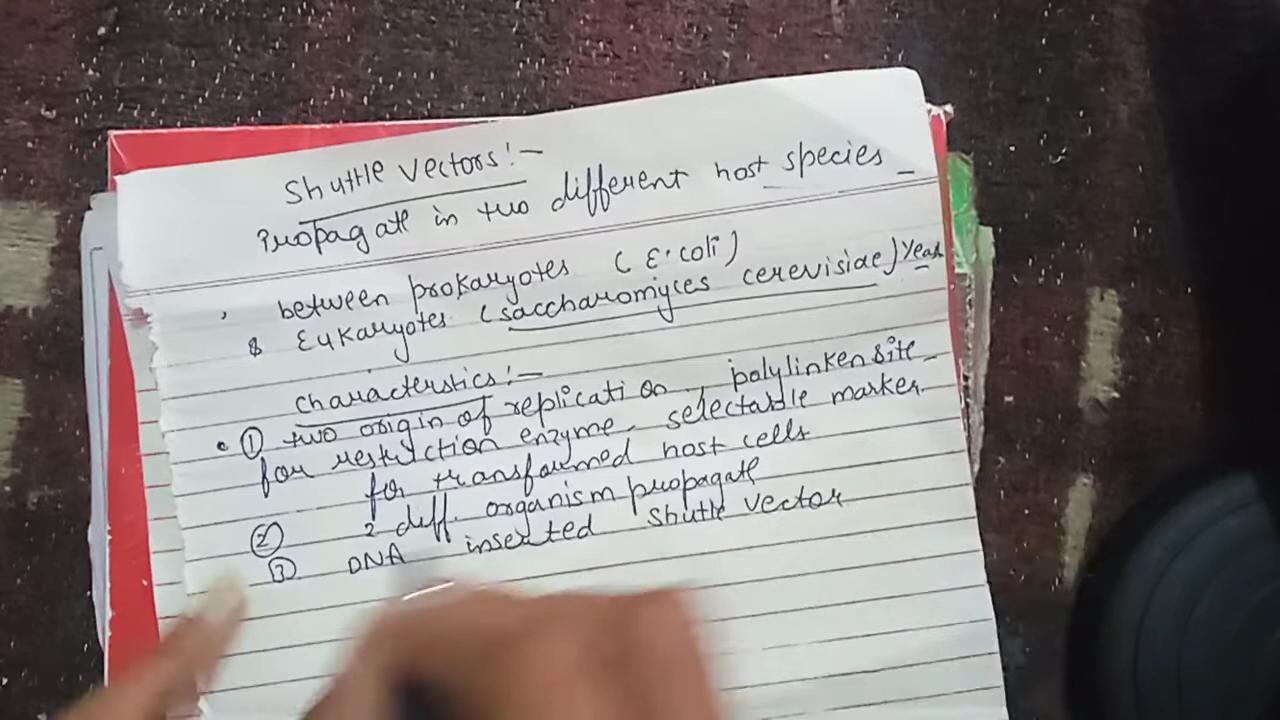 Shuttle vectors:-
Propagate in two different host species
between prokaryotes (E.coli)
& Eukaryotes (saccharomyces cerevisiae) Yeast
characteristics:-
① two origin of replication, polylinker site
for restriction enzyme, selectable marker
for transformed host cells
② 2 diff. organism propagate
③ DNA inserted shuttle vector